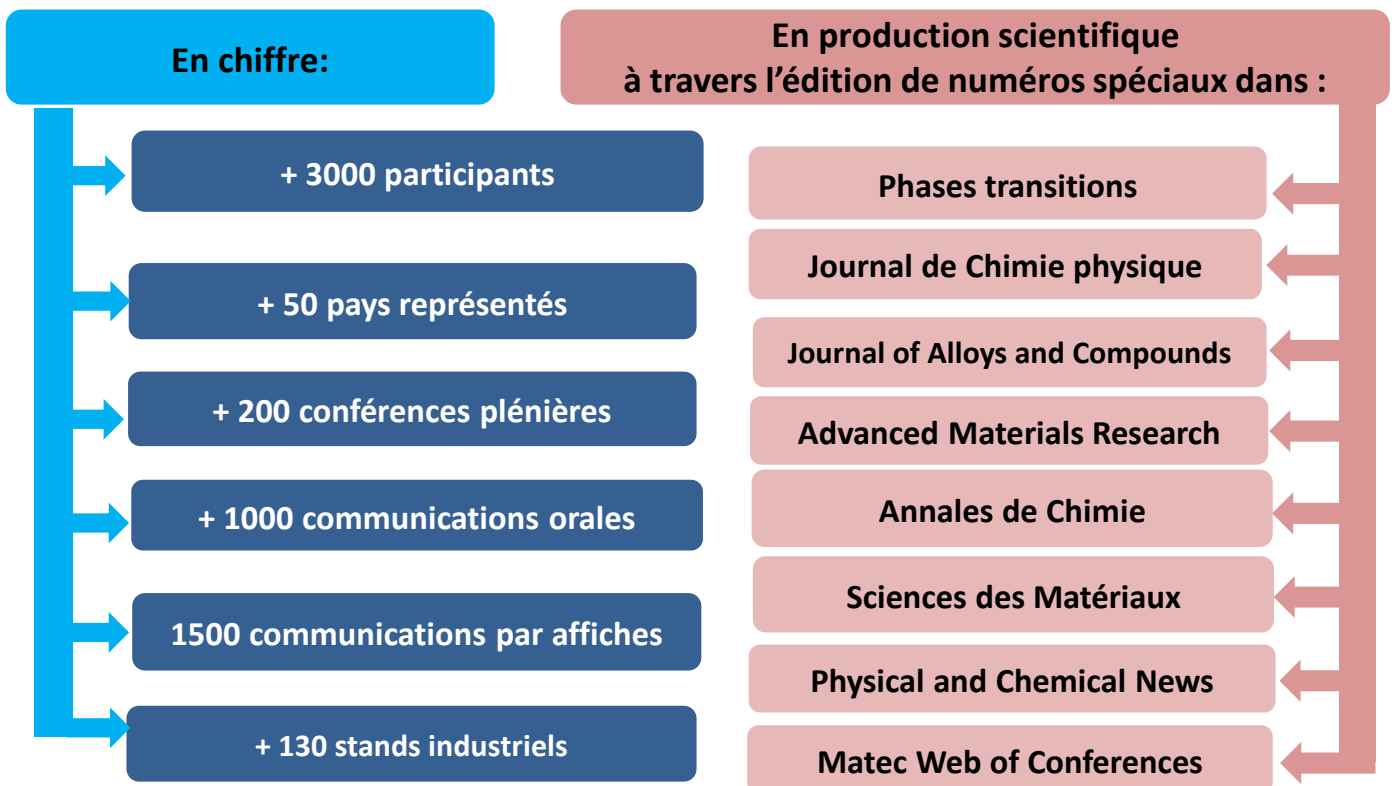 En chiffre:
+ 3000 participants
+ 50 pays représentés
+ 200 conférences plénières
+ 1000 communications orales
1500 communications par affiches
+ 130 stands industriels
En production scientifique
à travers l’édition de numéros spéciaux dans :
Phases transitions
Journal de Chimie physique
Journal of Alloys and Compounds
Advanced Materials Research
Annales de Chimie
Sciences des Matériaux
Physical and Chemical News
Matec Web of Conferences